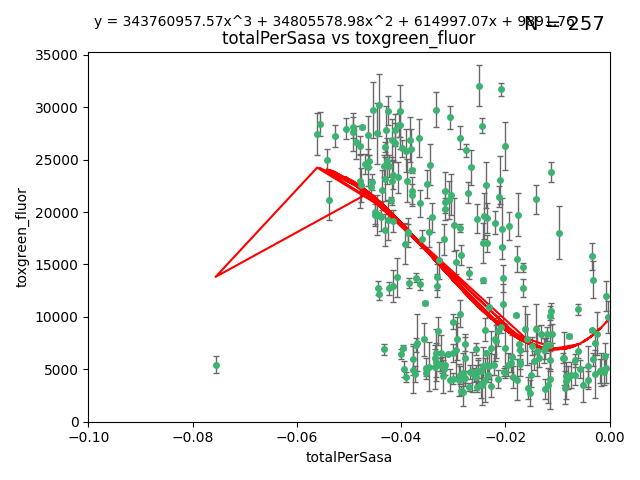 y = 343760957.57x^3 + 34805578.98x^2 + 614997.07x + 9891.76
N = 257
totalPerSasa vs toxgreen_fluor
35000
30000
25000
20000
15000
10000
5000
0
toxgreen_fluor
−0.10 −0.08 −0.06 −0.04 −0.02 0.00
totalPerSasa